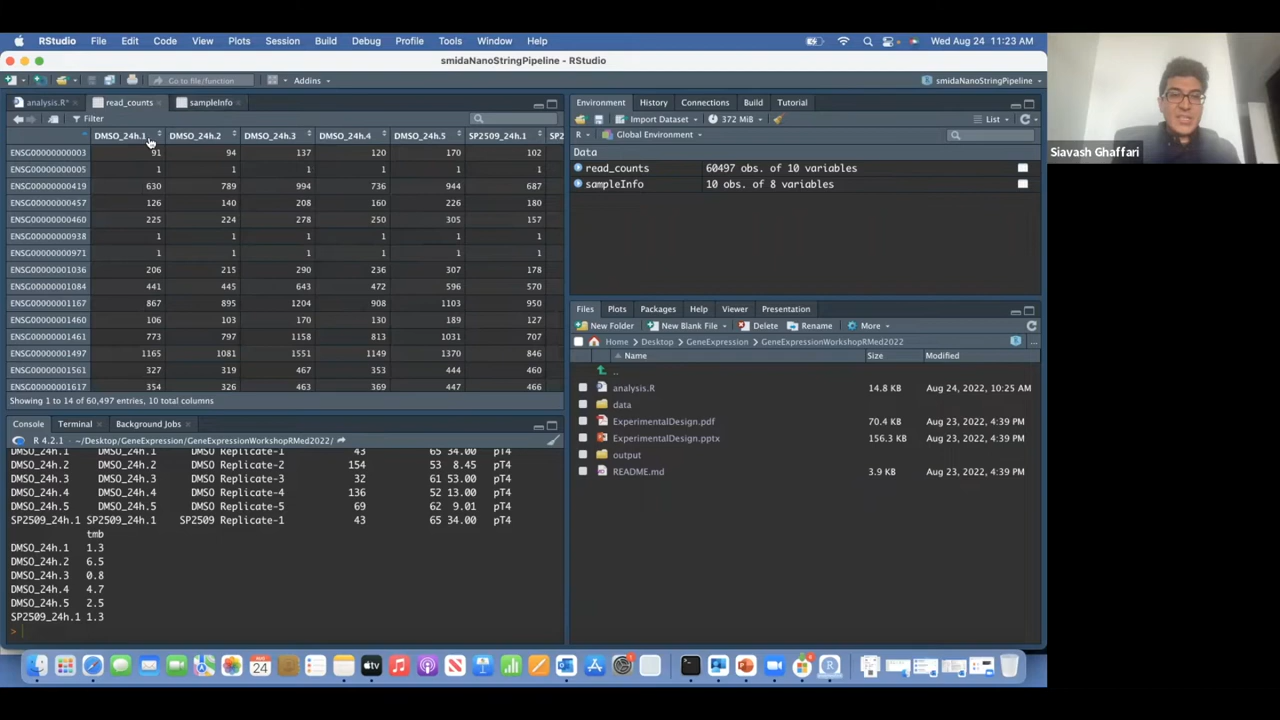 RStudio File Edit Code View Plots Session Build Debug Profile Tools Window Help Wed Aug 24 11:23 AM
smidaNanoStringPipeline - RStudio
Go to file/function Addins smidaNanoStringPipeline
analysis.R* read_counts sampleInfo
Filter
DMSO_24h.1 DMSO_24h.2 DMSO_24h.3 DMSO_24h.4 DMSO_24h.5 SP2509_24h.1 SP2
ENSG00000000003 91 94 137 120 170 102
ENSG00000000005 1 1 1 1 1 1
ENSG00000000419 630 789 994 736 944 687
ENSG00000000457 126 140 208 160 226 180
ENSG00000000460 225 224 278 250 305 157
ENSG00000000938 1 1 1 1 1 1
ENSG00000000971 1 1 1 1 1 1
ENSG00000001036 206 215 290 236 307 178
ENSG00000001084 441 445 643 472 596 570
ENSG00000001167 867 895 1204 908 1103 950
ENSG00000001460 106 103 170 130 189 127
ENSG00000001461 773 797 1158 813 1031 707
ENSG00000001497 1165 1081 1551 1149 1370 846
ENSG00000001561 327 319 467 353 444 460
ENSG00000001617 354 326 463 369 447 466
Showing 1 to 14 of 60,497 entries, 10 total columns
Console Terminal Background Jobs
R 4.2.1 · ~/Desktop/GeneExpression/GeneExpressionWorkshopRMed2022/
DMSO_24h.1 DMSO_24h.1 DMSO Replicate-1 43 65 34.00 pT4
DMSO_24h.2 DMSO_24h.2 DMSO Replicate-2 154 53 8.45 pT4
DMSO_24h.3 DMSO_24h.3 DMSO Replicate-3 32 61 53.00 pT4
DMSO_24h.4 DMSO_24h.4 DMSO Replicate-4 136 52 13.00 pT4
DMSO_24h.5 DMSO_24h.5 DMSO Replicate-5 69 62 9.01 pT4
SP2509_24h.1 SP2509_24h.1 SP2509 Replicate-1 43 65 34.00 pT4
tmb
DMSO_24h.1 1.3
DMSO_24h.2 6.5
DMSO_24h.3 0.8
DMSO_24h.4 4.7
DMSO_24h.5 2.5
SP2509_24h.1 1.3
>
Environment History Connections Build Tutorial
Import Dataset 372 MiB List
R Global Environment
Data
read_counts 60497 obs. of 10 variables
sampleInfo 10 obs. of 8 variables
Files Plots Packages Help Viewer Presentation
New Folder New Blank File Delete Rename More
Home Desktop GeneExpression GeneExpressionWorkshopRMed2022 ...
Name Size Modified
..
analysis.R 14.8 KB Aug 24, 2022, 10:25 AM
data
ExperimentalDesign.pdf 70.4 KB Aug 23, 2022, 4:39 PM
ExperimentalDesign.pptx 156.3 KB Aug 23, 2022, 4:39 PM
output
README.md 3.9 KB Aug 23, 2022, 4:39 PM
Siavash Ghaffari
AUG
24
tv